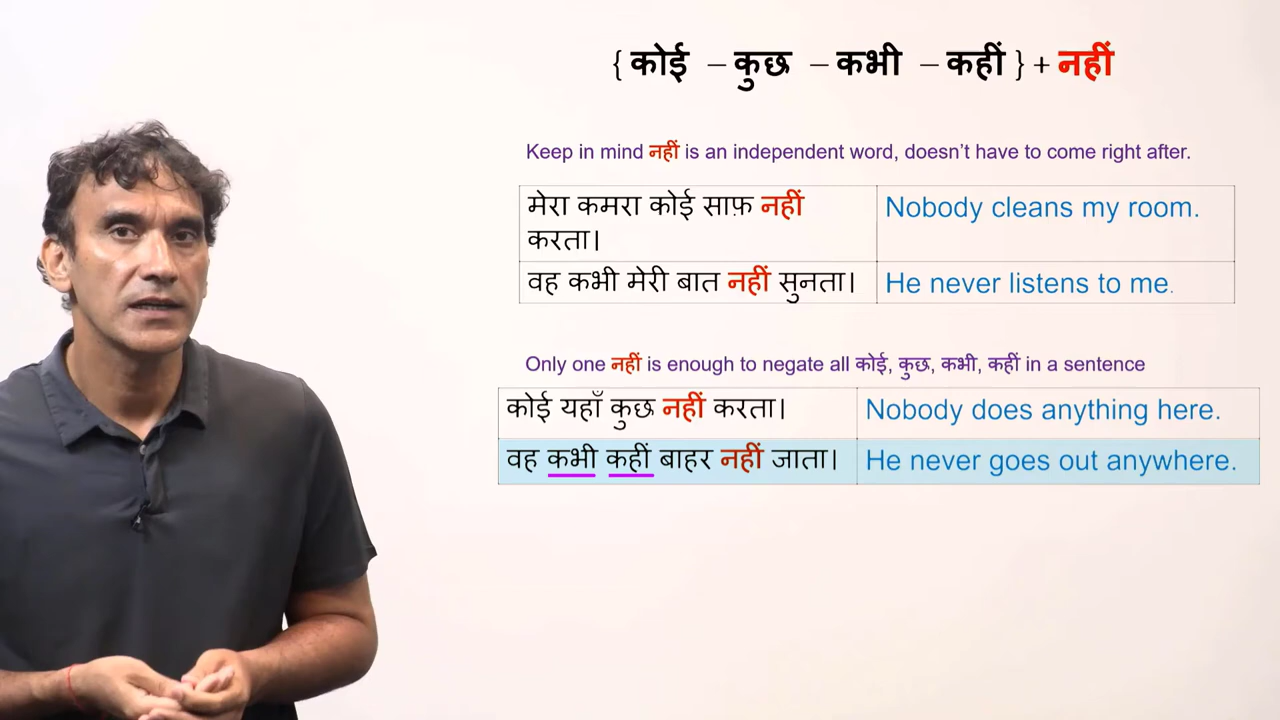 { कोई – कुछ – कभी – कहीं } + नहीं
Keep in mind नहीं is an independent word, doesn’t have to come right after.
मेरा कमरा कोई साफ़ नहीं
करता।
Nobody cleans my room.
वह कभी मेरी बात नहीं सुनता।
He never listens to me.
Only one नहीं is enough to negate all कोई, कुछ, कभी, कहीं in a sentence
कोई यहाँ कुछ नहीं करता।
Nobody does anything here.
वह कभी कहीं बाहर नहीं जाता।
He never goes out anywhere.